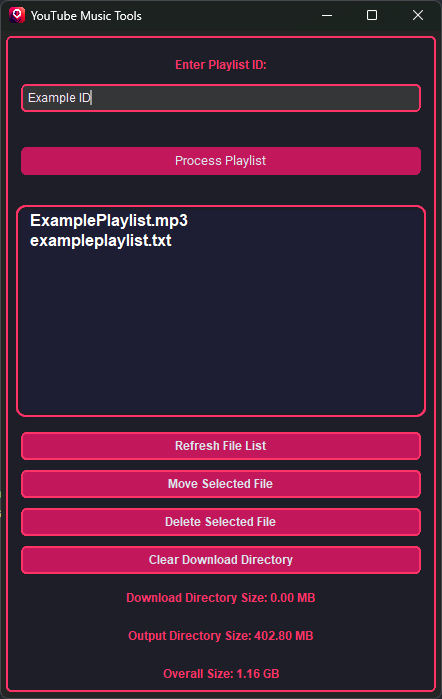 YouTube Music Tools
Enter Playlist ID:
Example ID
Process Playlist
ExamplePlaylist.mp3
exampleplaylist.txt
Refresh File List
Move Selected File
Delete Selected File
Clear Download Directory
Download Directory Size: 0.00 MB
Output Directory Size: 402.80 MB
Overall Size: 1.16 GB